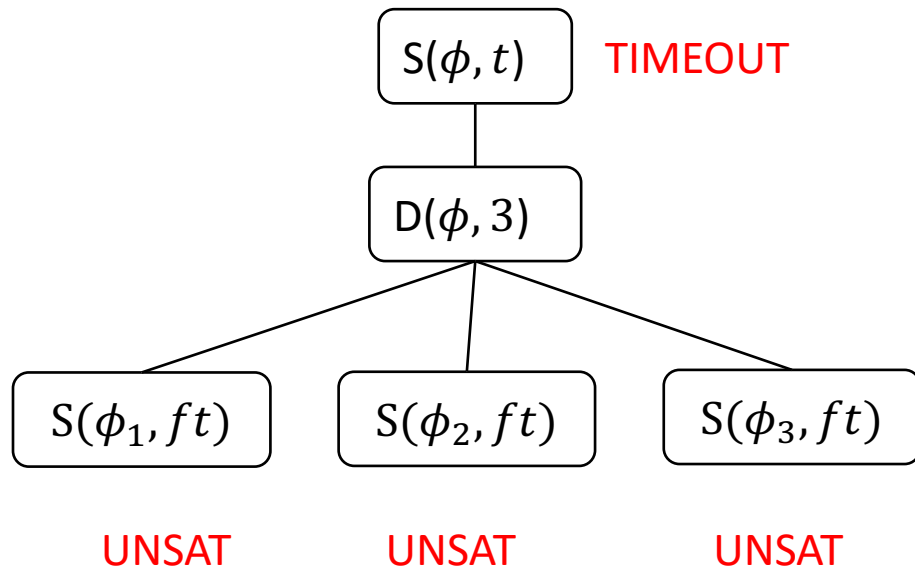 S(ϕ, t) TIMEOUT
D(ϕ, 3)
S(ϕ₁, ft) S(ϕ₂, ft) S(ϕ₃, ft)
UNSAT UNSAT UNSAT